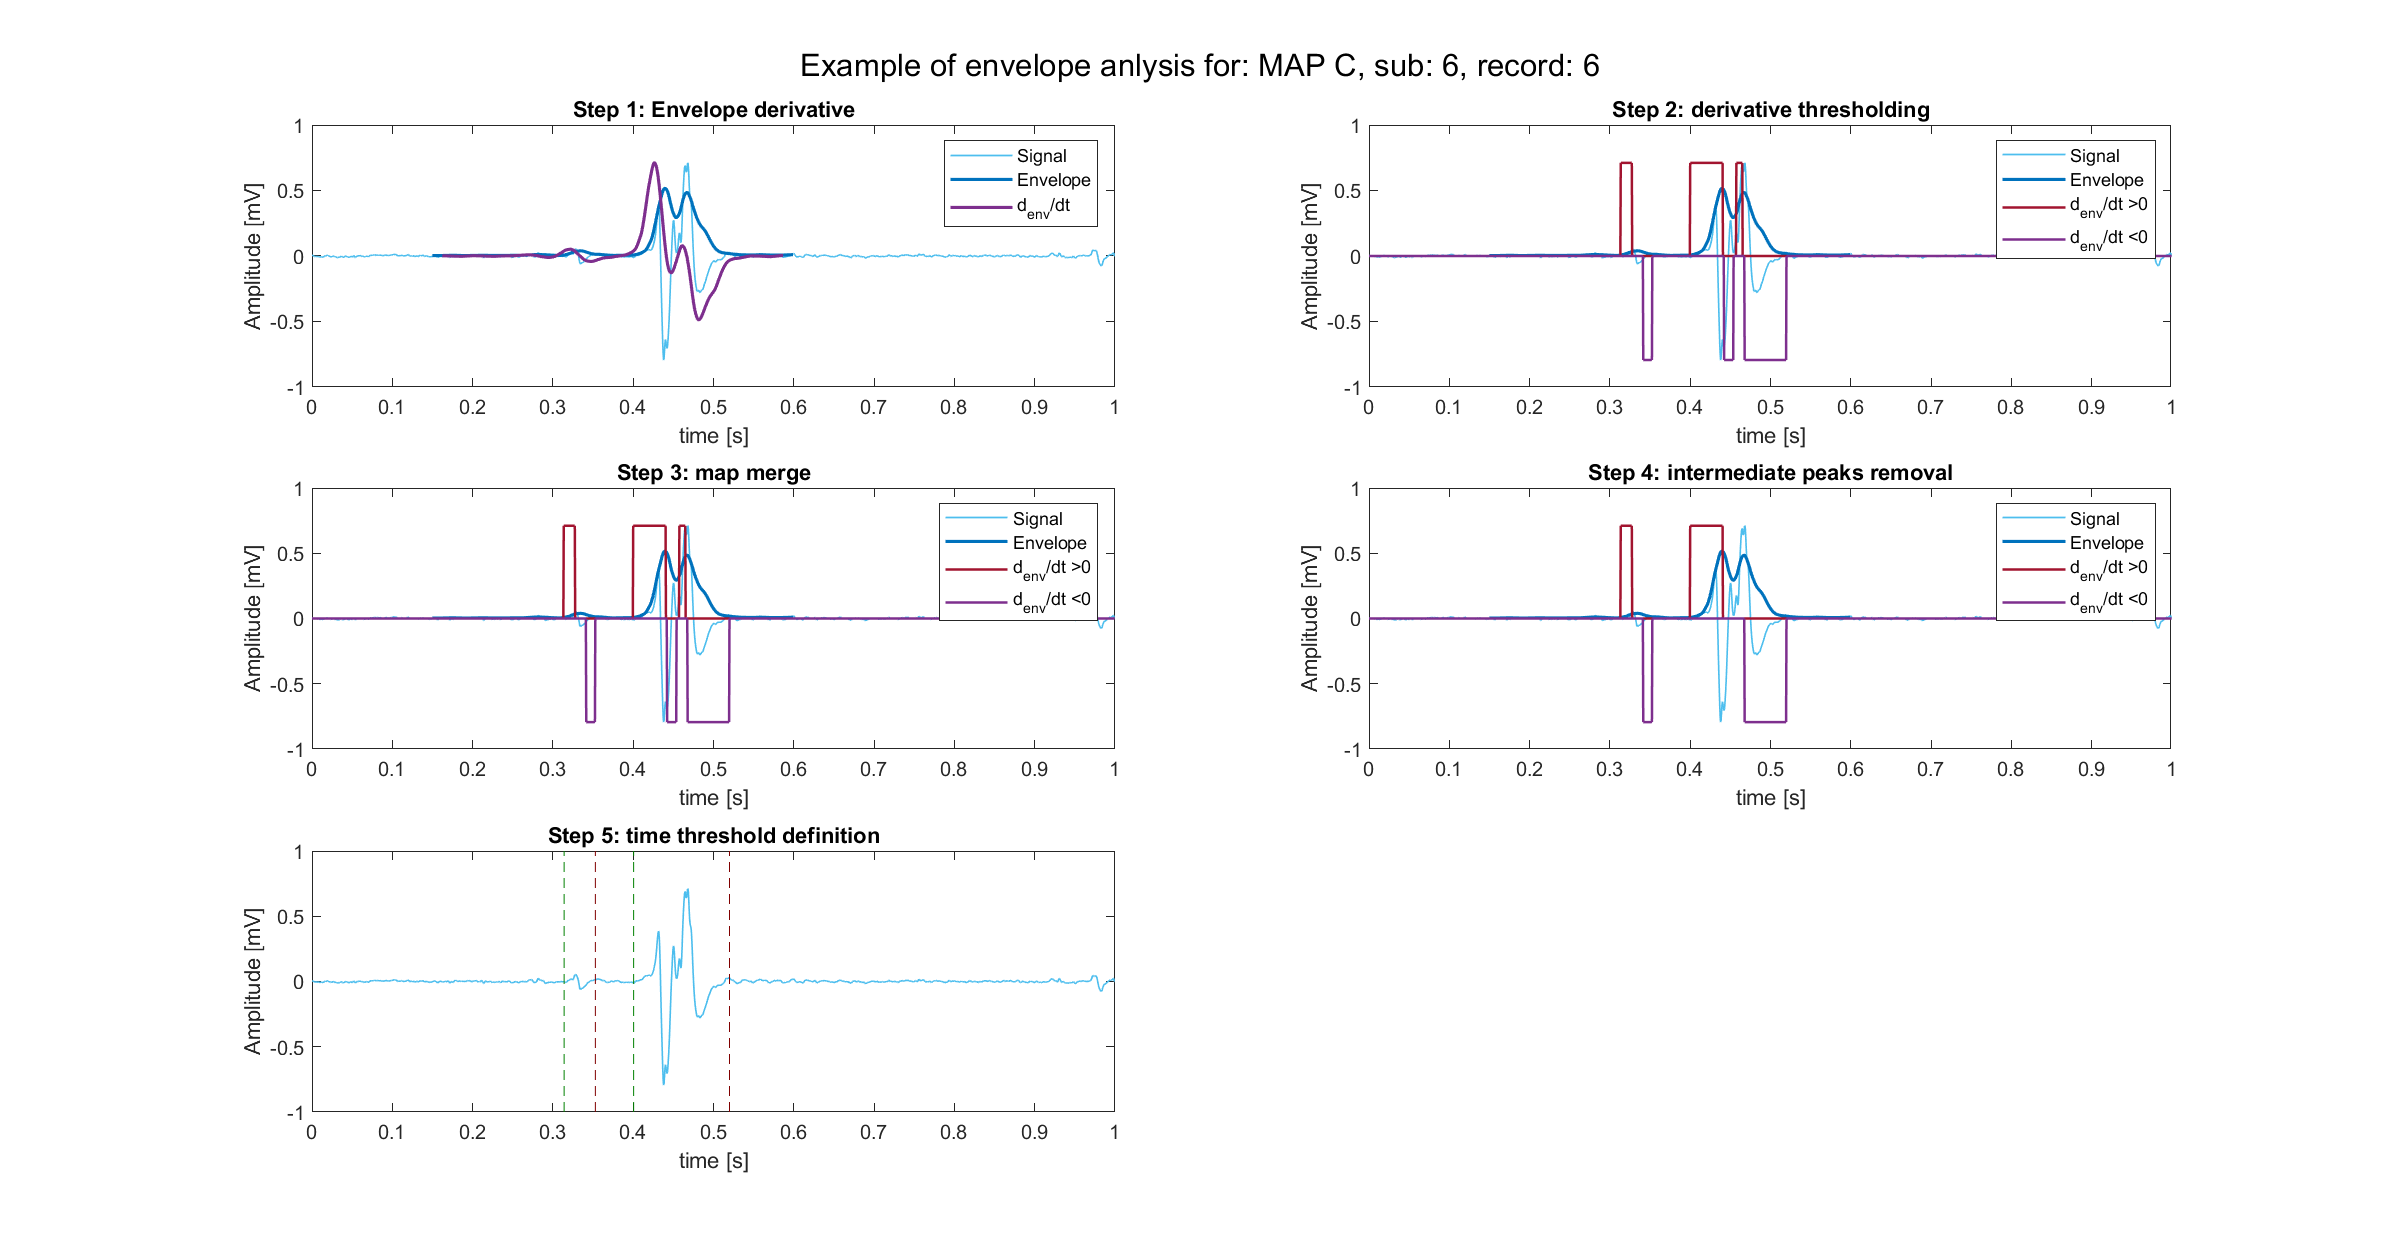 Example of envelope anlysis for: MAP C, sub: 6, record: 6
Step 1: Envelope derivative
1
0.5
0
-0.5
-1
Amplitude [mV]
0 0.1 0.2 0.3 0.4 0.5 0.6 0.7 0.8 0.9 1
time [s]
Signal
Envelope
d_env/dt
Step 2: derivative thresholding
1
0.5
0
-0.5
-1
Amplitude [mV]
0 0.1 0.2 0.3 0.4 0.5 0.6 0.7 0.8 0.9 1
time [s]
Signal
Envelope
d_env/dt >0
d_env/dt <0
Step 3: map merge
1
0.5
0
-0.5
-1
Amplitude [mV]
0 0.1 0.2 0.3 0.4 0.5 0.6 0.7 0.8 0.9 1
time [s]
Signal
Envelope
d_env/dt >0
d_env/dt <0
Step 4: intermediate peaks removal
1
0.5
0
-0.5
-1
Amplitude [mV]
0 0.1 0.2 0.3 0.4 0.5 0.6 0.7 0.8 0.9 1
time [s]
Signal
Envelope
d_env/dt >0
d_env/dt <0
Step 5: time threshold definition
1
0.5
0
-0.5
-1
Amplitude [mV]
0 0.1 0.2 0.3 0.4 0.5 0.6 0.7 0.8 0.9 1
time [s]